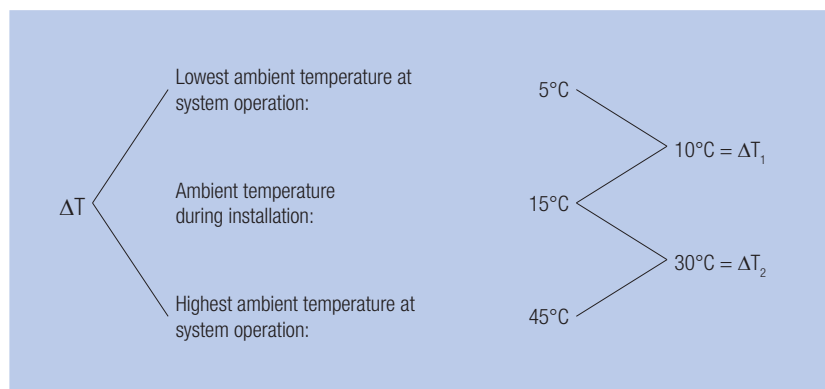 Lowest ambient temperature at
system operation:
5°C
10°C = ΔT₁
Ambient temperature
during installation:
ΔT
15°C
30°C = ΔT₂
Highest ambient temperature at
system operation:
45°C